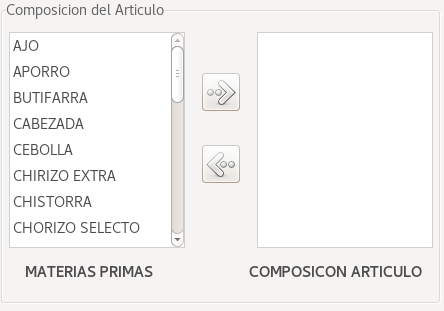 Composicion del Articulo
AJO
APORRO
BUTIFARRA
CABEZADA
CEBOLLA
CHIRIZO EXTRA
CHISTORRA
CHORIZO SELECTO
MATERIAS PRIMAS
COMPOSICON ARTICULO